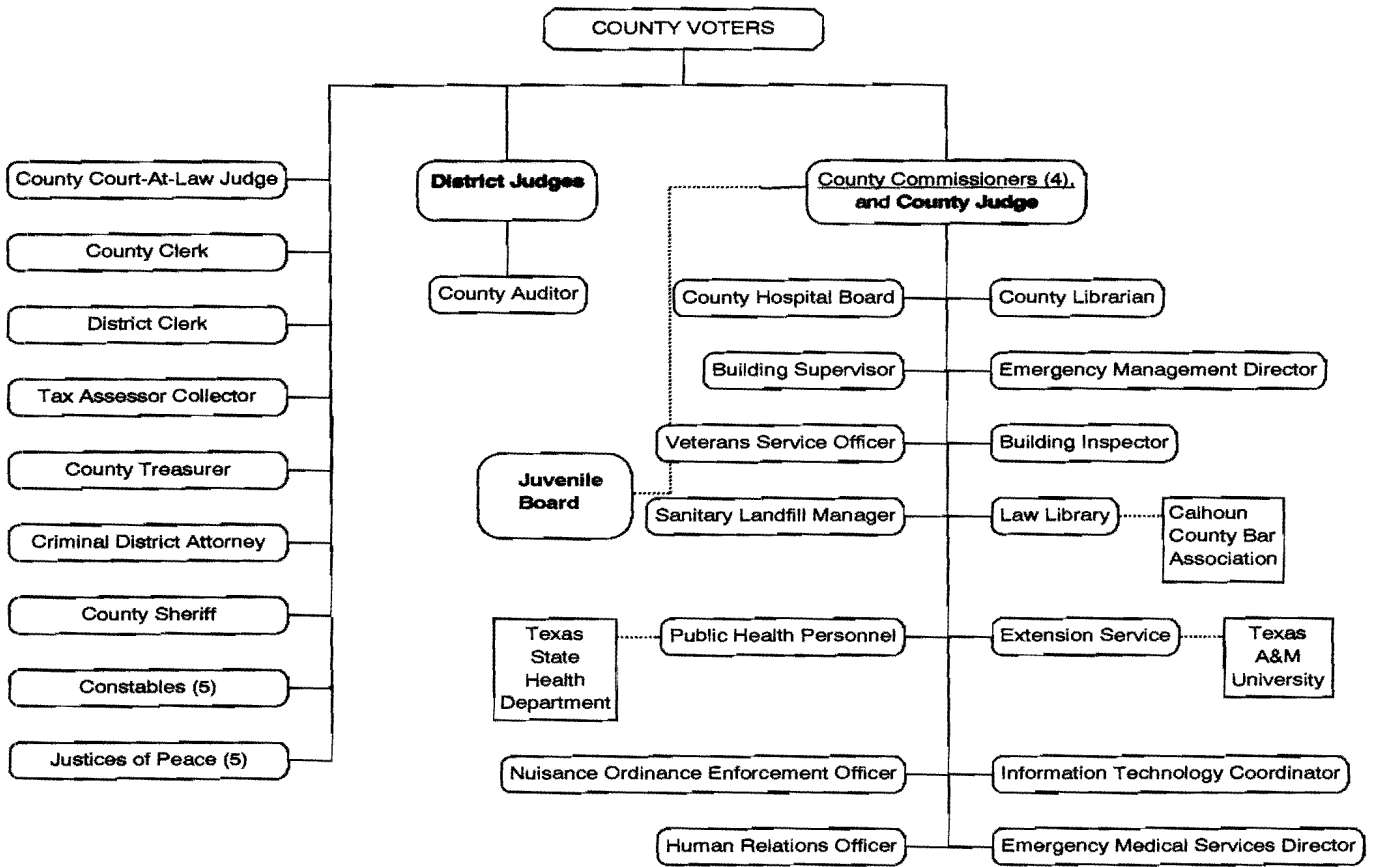 COUNTY VOTERS
County Court-At-Law Judge
County Clerk
District Clerk
Tax Assessor Collector
County Treasurer
Criminal District Attorney
County Sheriff
Constables (5)
Justices of Peace (5)
District Judges
County Auditor
Juvenile
Board
County Commissioners (4),
and County Judge
County Hospital Board
County Librarian
Building Supervisor
Emergency Management Director
Veterans Service Officer
Building Inspector
Sanitary Landfill Manager
Law Library
Calhoun
County Bar
Association
Texas
State
Health
Department
Public Health Personnel
Extension Service
Texas
A&M
University
Nuisance Ordinance Enforcement Officer
Information Technology Coordinator
Human Relations Officer
Emergency Medical Services Director